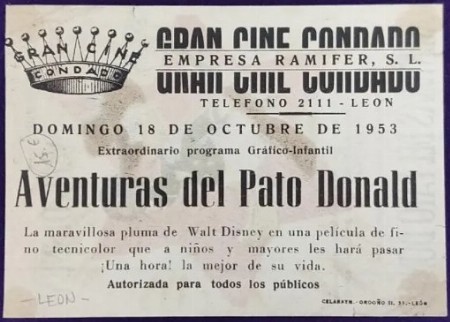 GRAN CINE
CONDADO
GRAN CINE CONDADO
EMPRESA RAMIFER, S. L.
GRAN CINE CONDADO
TELEFONO 2111 - LEON
DOMINGO 18 DE OCTUBRE DE 1953
Extraordinario programa Gráfico-Infantil
Aventuras del Pato Donald
La maravillosa pluma de Walt Disney en una película de fi-
no tecnicolor que a niños y mayores les hará pasar
¡Una hora! la mejor de su vida.
Autorizada para todos los públicos
-LEON-